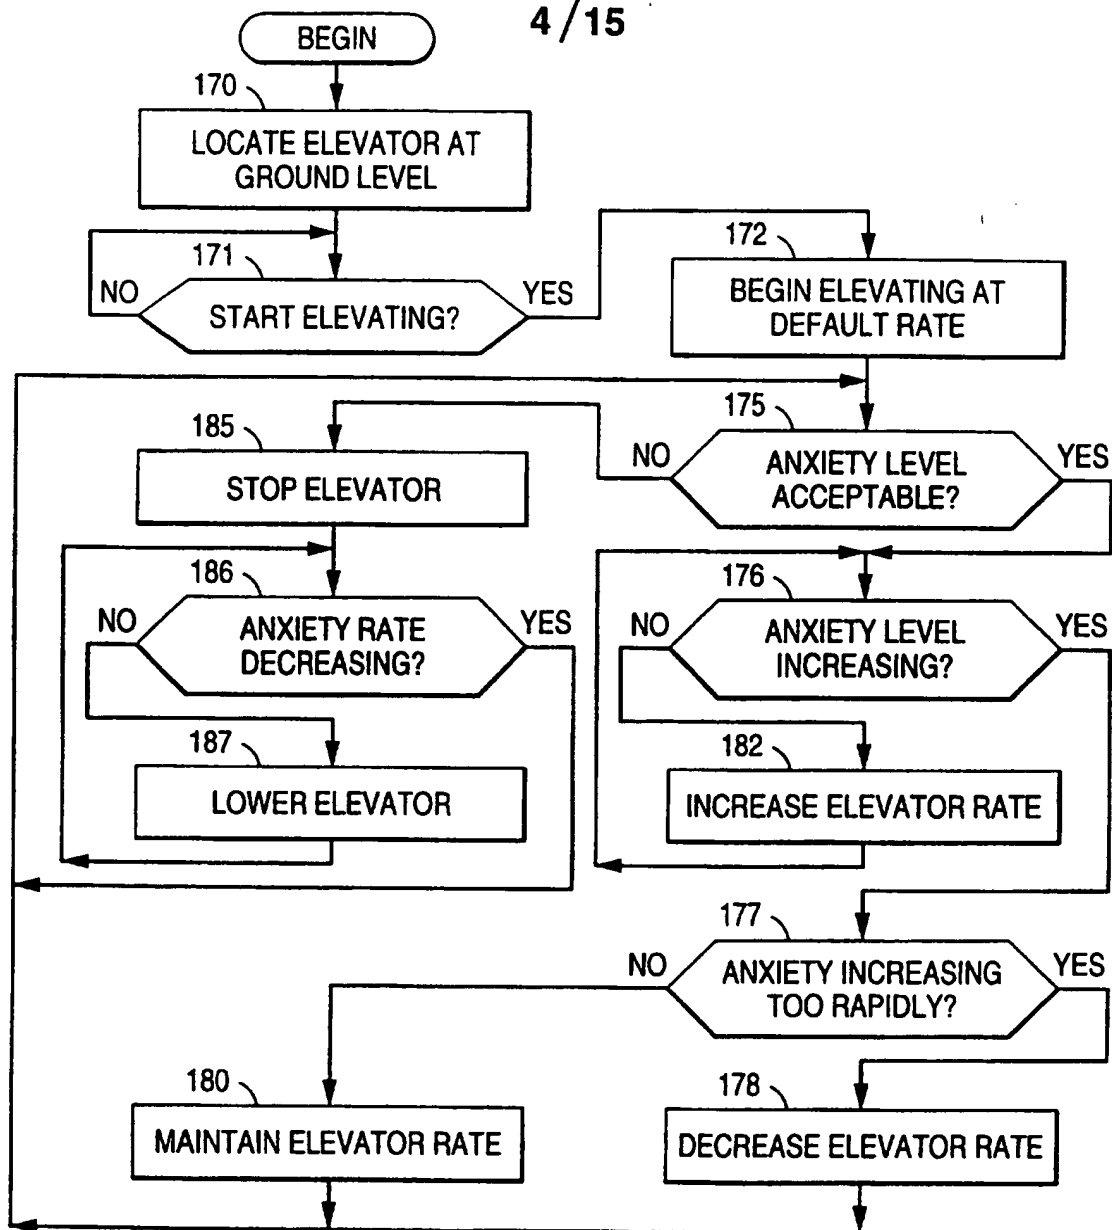 4/15
BEGIN
170
LOCATE ELEVATOR AT
GROUND LEVEL
171
NO
START ELEVATING?
YES
172
BEGIN ELEVATING AT
DEFAULT RATE
175
NO
ANXIETY LEVEL
ACCEPTABLE?
YES
185
STOP ELEVATOR
186
NO
ANXIETY RATE
DECREASING?
YES
176
NO
ANXIETY LEVEL
INCREASING?
YES
187
LOWER ELEVATOR
182
INCREASE ELEVATOR RATE
177
NO
ANXIETY INCREASING
TOO RAPIDLY?
YES
180
MAINTAIN ELEVATOR RATE
178
DECREASE ELEVATOR RATE